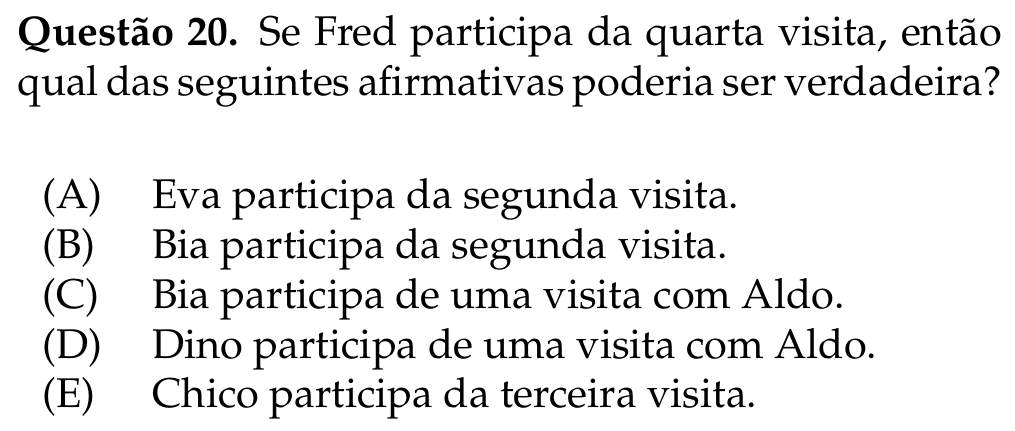 Questão 20. Se Fred participa da quarta visita, então
qual das seguintes afirmativas poderia ser verdadeira?
(A) Eva participa da segunda visita.
(B) Bia participa da segunda visita.
(C) Bia participa de uma visita com Aldo.
(D) Dino participa de uma visita com Aldo.
(E) Chico participa da terceira visita.